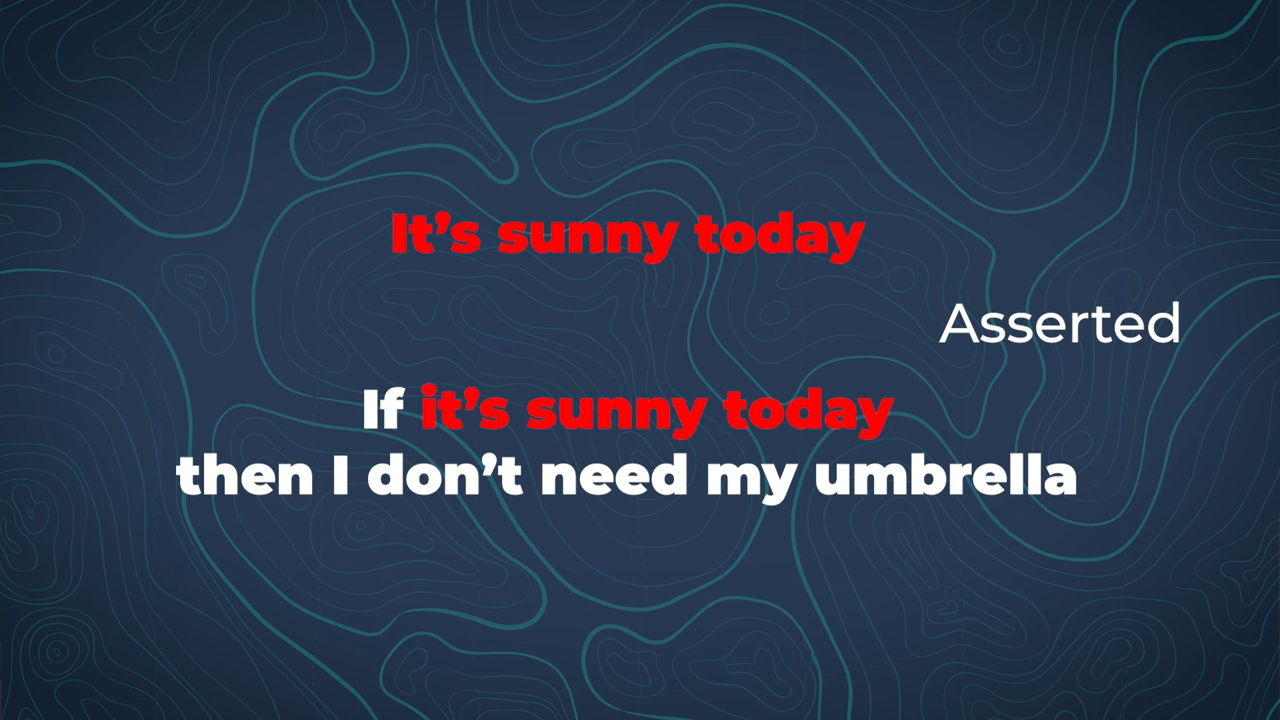 It’s sunny today
Asserted
If it’s sunny today
then I don’t need my umbrella